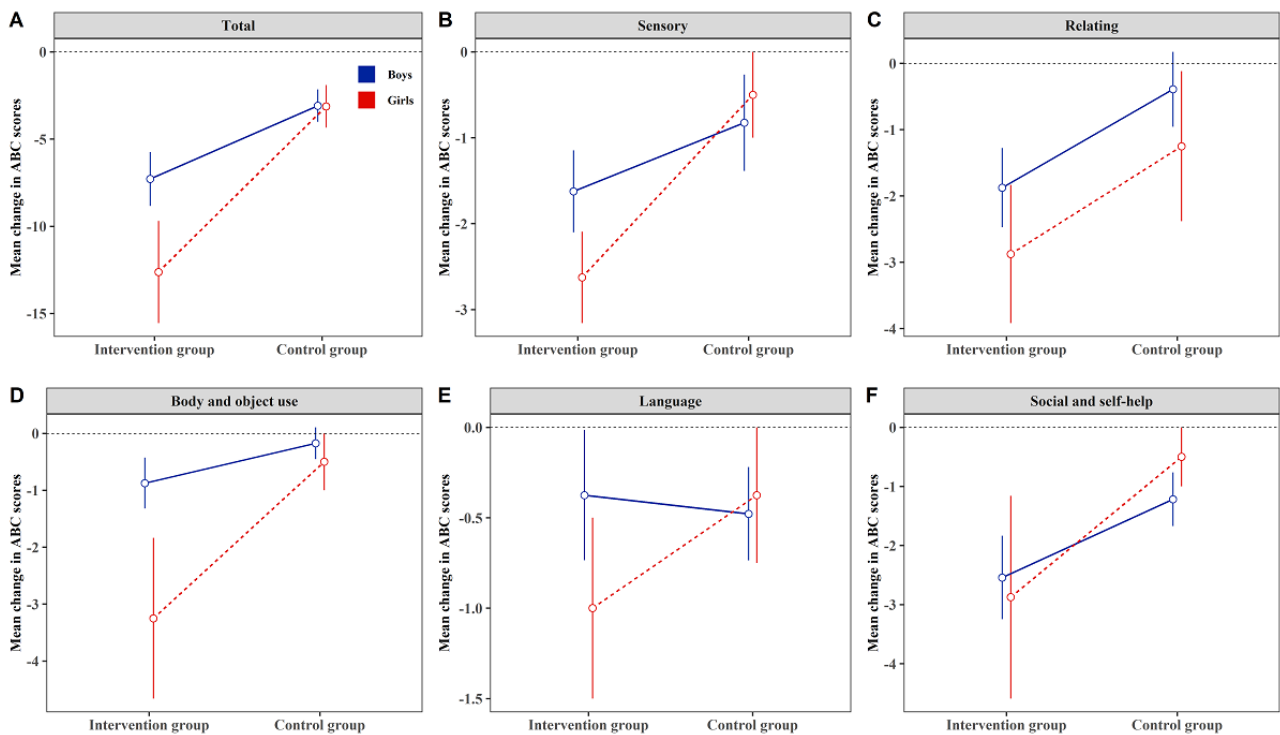 A
Total
Mean change in ABC scores
0
-5
-10
-15
Boys
Girls
Intervention group
Control group
B
Sensory
Mean change in ABC scores
0
-1
-2
-3
Intervention group
Control group
C
Relating
Mean change in ABC scores
0
-1
-2
-3
-4
Intervention group
Control group
D
Body and object use
Mean change in ABC scores
0
-1
-2
-3
-4
Intervention group
Control group
E
Language
Mean change in ABC scores
0.0
-0.5
-1.0
-1.5
Intervention group
Control group
F
Social and self-help
Mean change in ABC scores
0
-1
-2
-3
-4
Intervention group
Control group